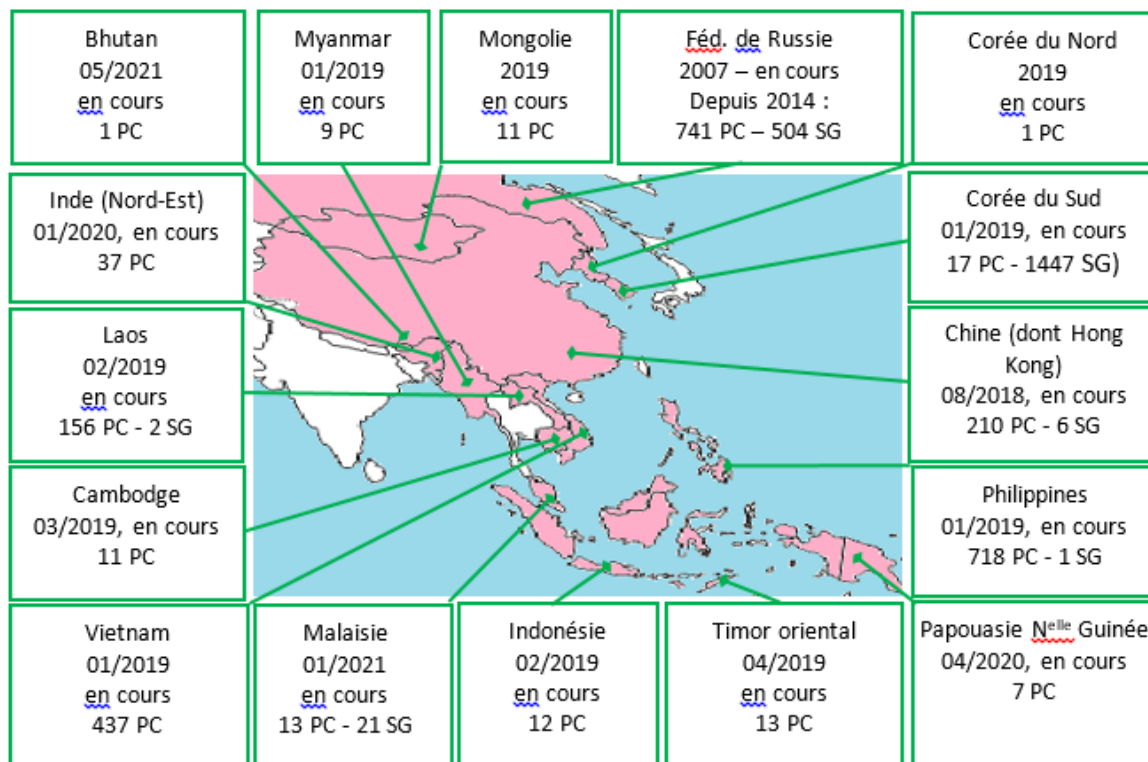 Bhutan
05/2021
en cours
1 PC
Myanmar
01/2019
en cours
9 PC
Mongolie
2019
en cours
11 PC
Féd. de Russie
2007 – en cours
Depuis 2014 :
741 PC – 504 SG
Corée du Nord
2019
en cours
1 PC
Inde (Nord-Est)
01/2020, en cours
37 PC
Corée du Sud
01/2019, en cours
17 PC - 1447 SG)
Laos
02/2019
en cours
156 PC - 2 SG
Chine (dont Hong
Kong)
08/2018, en cours
210 PC - 6 SG
Cambodge
03/2019, en cours
11 PC
Philippines
01/2019, en cours
718 PC - 1 SG
Vietnam
01/2019
en cours
437 PC
Malaisie
01/2021
en cours
13 PC - 21 SG
Indonésie
02/2019
en cours
12 PC
Timor oriental
04/2019
en cours
13 PC
Papouasie Nelle Guinée
04/2020, en cours
7 PC